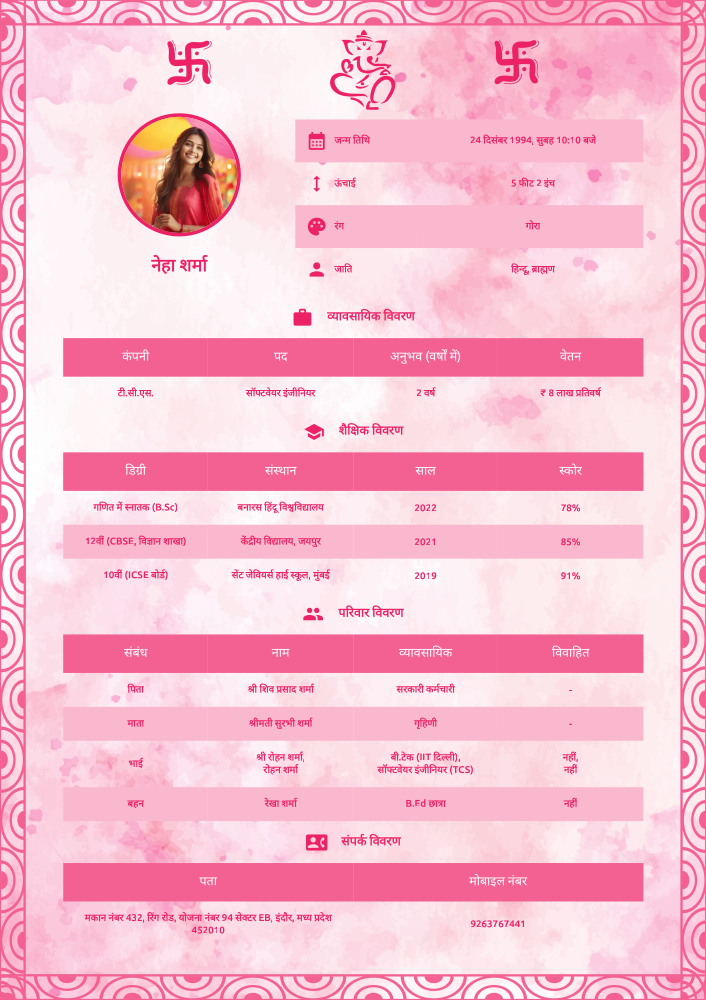 जन्म तिथि 24 दिसंबर 1994, सुबह 10:10 बजे
ऊंचाई 5 फीट 2 इंच
रंग गोरा
नेहा शर्मा
जाति हिन्दू, ब्राह्मण
व्यावसायिक विवरण
कंपनी पद अनुभव (वर्षों में) वेतन
टी.सी.एस. सॉफ्टवेयर इंजीनियर 2 वर्ष ₹ 8 लाख प्रतिवर्ष
शैक्षिक विवरण
डिग्री संस्थान साल स्कोर
गणित में स्नातक (B.Sc) बनारस हिंदू विश्वविद्यालय 2022 78%
12वीं (CBSE, विज्ञान शाखा) केंद्रीय विद्यालय, जयपुर 2021 85%
10वीं (ICSE बोर्ड) सेंट जेवियर्स हाई स्कूल, मुंबई 2019 91%
परिवार विवरण
संबंध नाम व्यावसायिक विवाहित
पिता श्री शिव प्रसाद शर्मा सरकारी कर्मचारी -
माता श्रीमती सुरभी शर्मा गृहिणी -
भाई श्री रोहन शर्मा, बी.टेक (IIT दिल्ली), नहीं,
रोहन शर्मा सॉफ्टवेयर इंजीनियर (TCS) नहीं
बहन रेखा शर्मा B.Ed छात्रा नहीं
संपर्क विवरण
पता मोबाइल नंबर
मकान नंबर 432, रिंग रोड, योजना नंबर 94 सेक्टर EB, इंदौर, मध्य प्रदेश
452010 9263767441